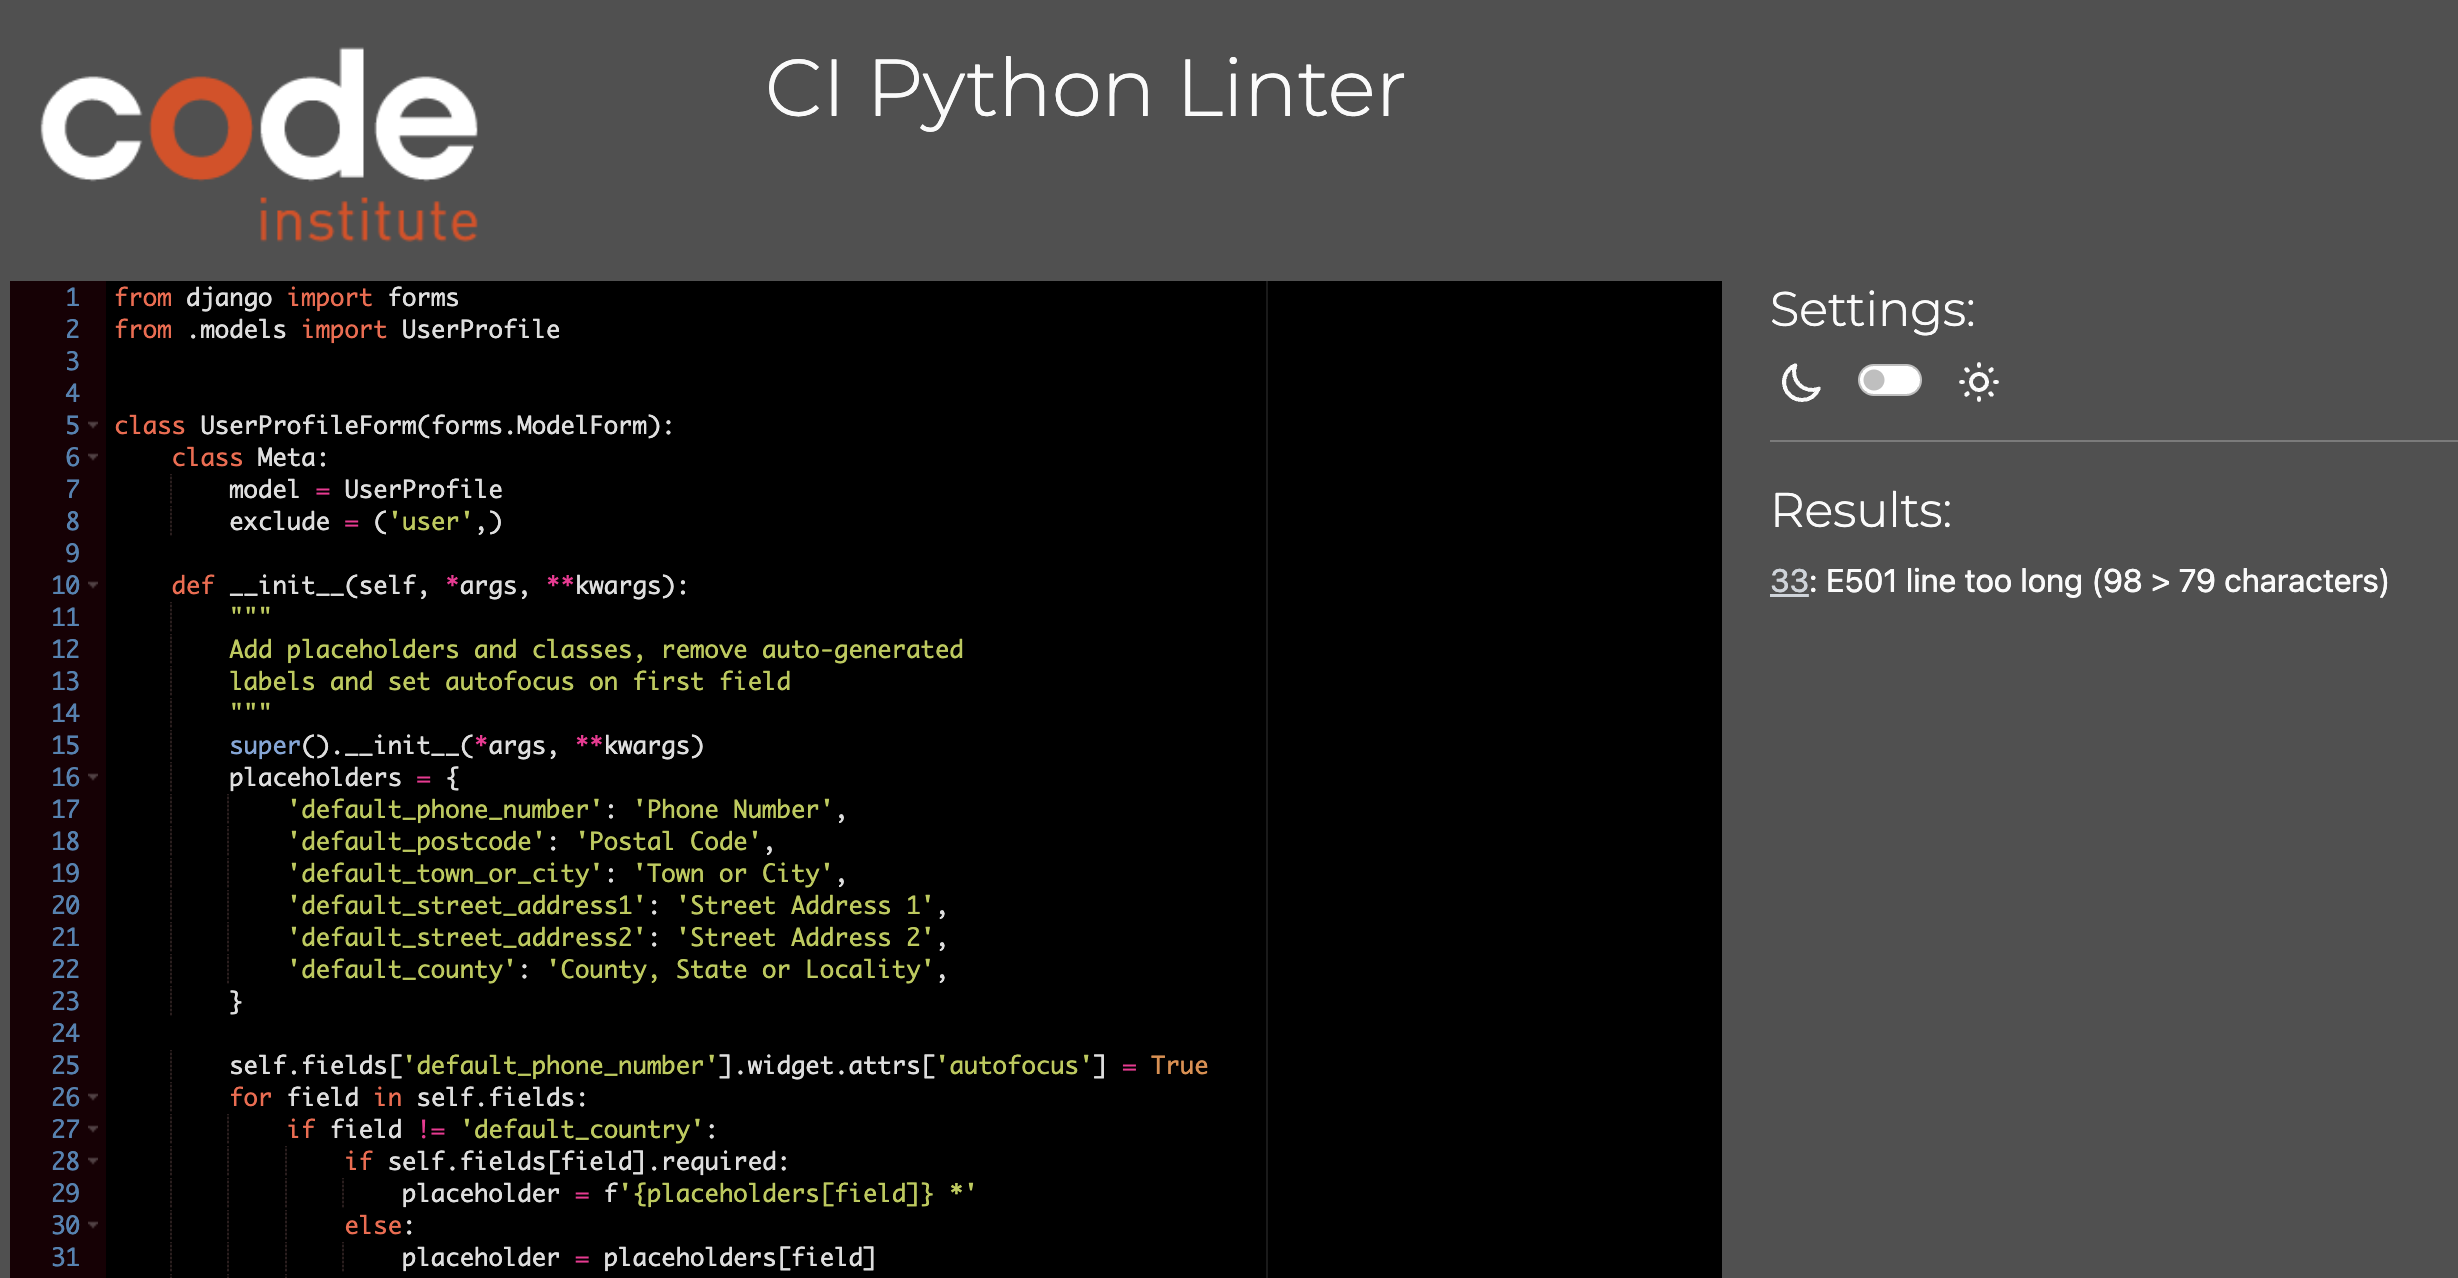 code
institute
CI Python Linter
1 from django import forms
2 from .models import UserProfile
3
4
5 class UserProfileForm(forms.ModelForm):
6     class Meta:
7         model = UserProfile
8         exclude = ('user',)
9
10     def __init__(self, *args, **kwargs):
11         """
12         Add placeholders and classes, remove auto-generated
13         labels and set autofocus on first field
14         """
15         super().__init__(*args, **kwargs)
16         placeholders = {
17             'default_phone_number': 'Phone Number',
18             'default_postcode': 'Postal Code',
19             'default_town_or_city': 'Town or City',
20             'default_street_address1': 'Street Address 1',
21             'default_street_address2': 'Street Address 2',
22             'default_county': 'County, State or Locality',
23         }
24
25         self.fields['default_phone_number'].widget.attrs['autofocus'] = True
26         for field in self.fields:
27             if field != 'default_country':
28                 if self.fields[field].required:
29                     placeholder = f'{placeholders[field]} *'
30                 else:
31                     placeholder = placeholders[field]
Settings:
Results:
33: E501 line too long (98 > 79 characters)